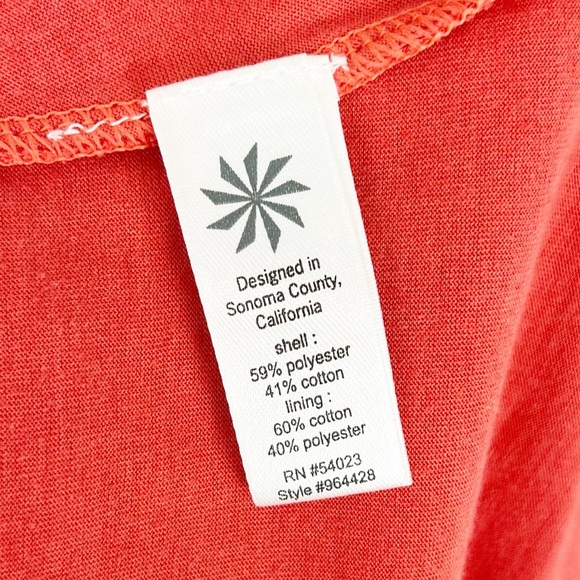 Designed in
Sonoma County,
California
shell :
59% polyester
41% cotton
lining :
60% cotton
40% polyester
RN #54023
Style #964428